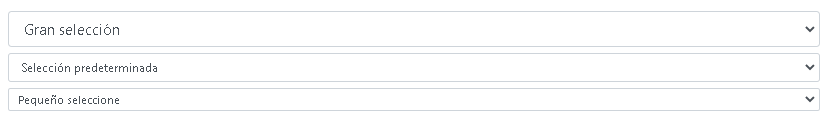 Gran selección
Selección predeterminada
Pequeño seleccione